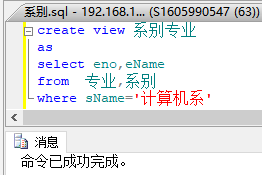 系别.sql - 192.168.1... (S1605990547 (63))
create view 系别专业
as
select eno,eName
from 专业,系别
where sName='计算机系'
消息
命令已成功完成。